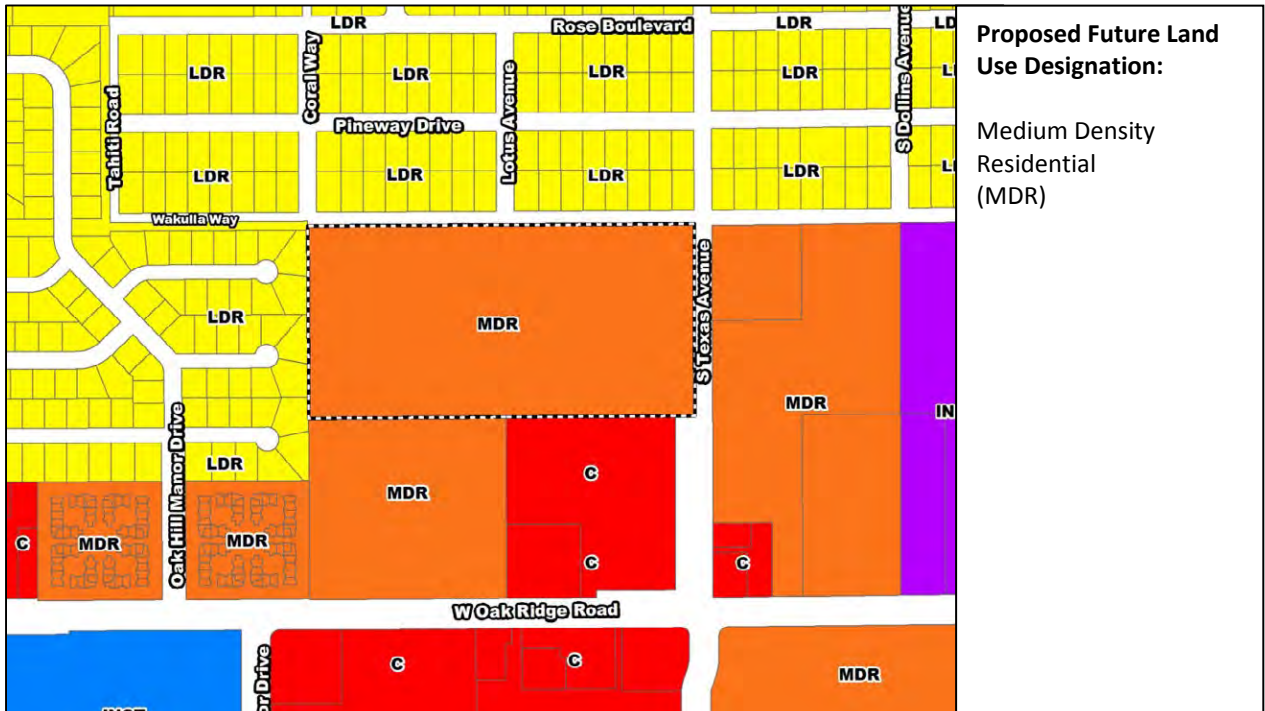 LDR
Rose Boulevard
LDR
LD
S Dollins Avenue
Proposed Future Land
Use Designation:
Medium Density
Residential
(MDR)
Tahiti Road
LDR
Coral Way
LDR
Lotus Avenue
LDR
LDR
Pineway Drive
LDR
LDR
LDR
LDR
Wakulla Way
LDR
MDR
S Texas Avenue
MDR
IN
Oak Hill Manor Drive
LDR
MDR
C
C
MDR
MDR
C
C
W Oak Ridge Road
or Drive
C
C
MDR